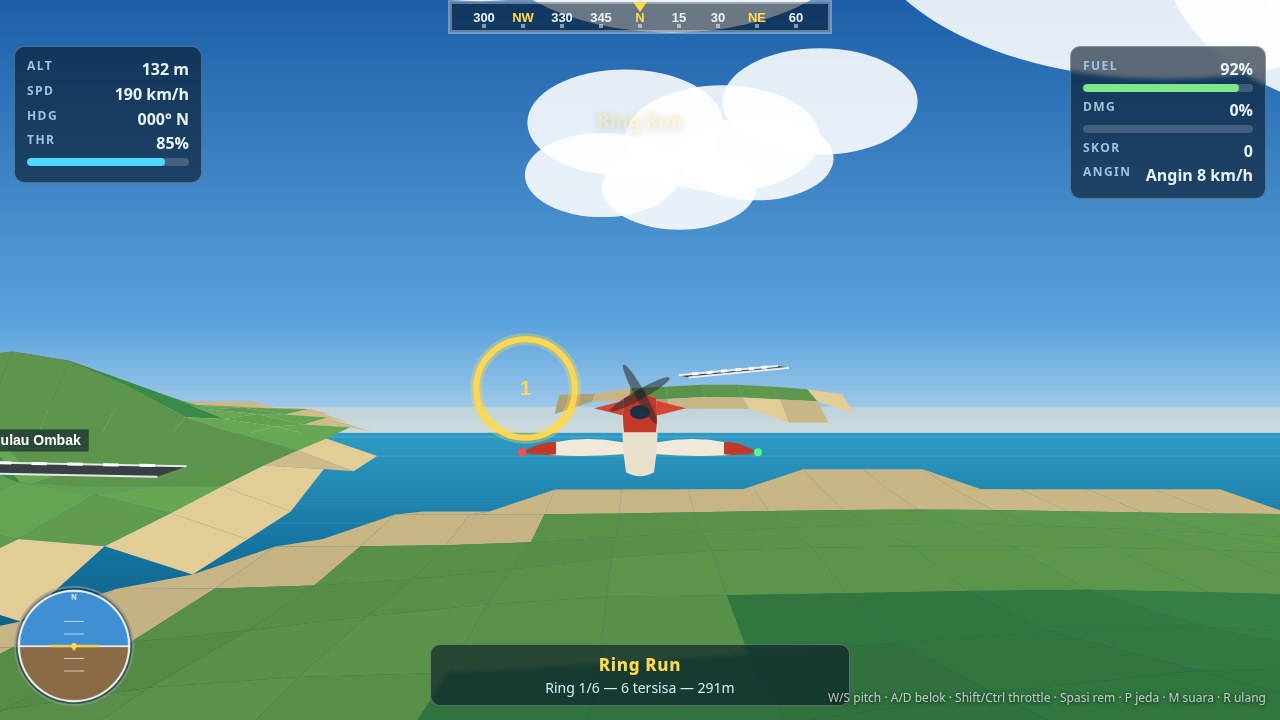 300 NW 330 345 N 15 30 NE 60
ALT 132 m
SPD 190 km/h
HDG 000° N
THR 85%
FUEL 92%
DMG 0%
SKOR 0
ANGIN Angin 8 km/h
Ring Run
1
ulau Ombak
N
Ring Run
Ring 1/6 — 6 tersisa — 291m
W/S pitch · A/D belok · Shift/Ctrl throttle · Spasi rem · P jeda · M suara · R ulang